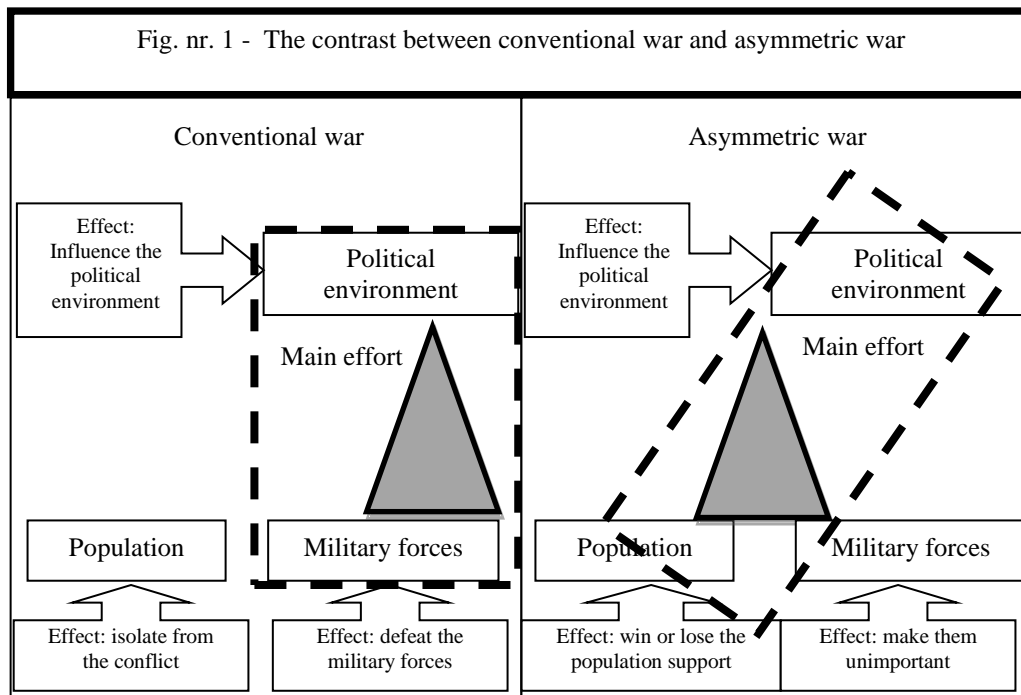 Fig. nr. 1 - The contrast between conventional war and asymmetric war
Conventional war
Effect:
Influence the
political
environment
Political
environment
Main effort
Population
Military forces
Effect: isolate from
the conflict
Effect: defeat the
military forces
Asymmetric war
Effect:
Influence the
political
environment
Political
environment
Main effort
Population
Military forces
Effect: win or lose the
population support
Effect: make them
unimportant